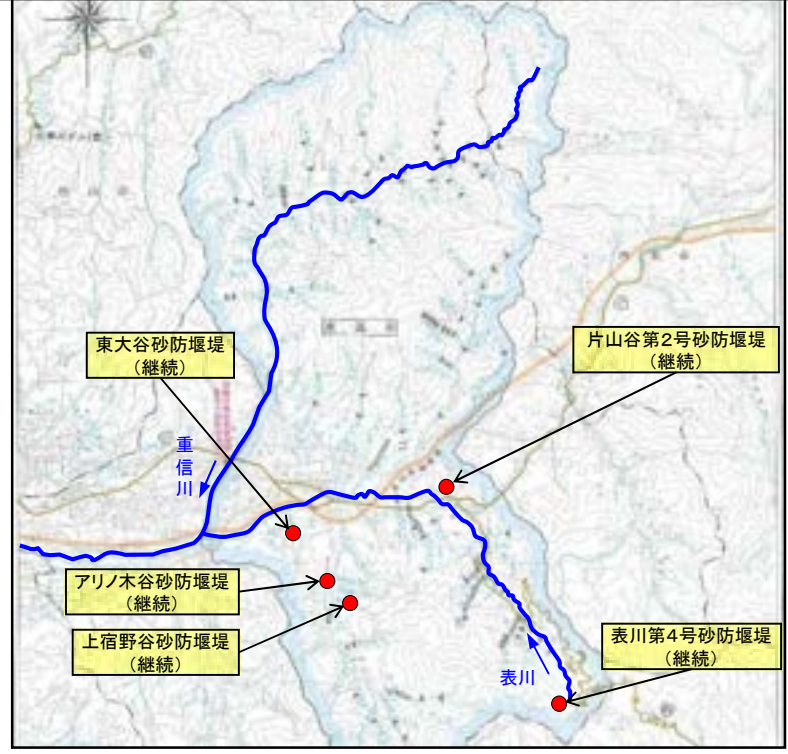 東大谷砂防堰堤
(継続)
片山谷第2号砂防堰堤
(継続)
重信川
アリノ木谷砂防堰堤
(継続)
上宿野谷砂防堰堤
(継続)
表川第4号砂防堰堤
(継続)
表川